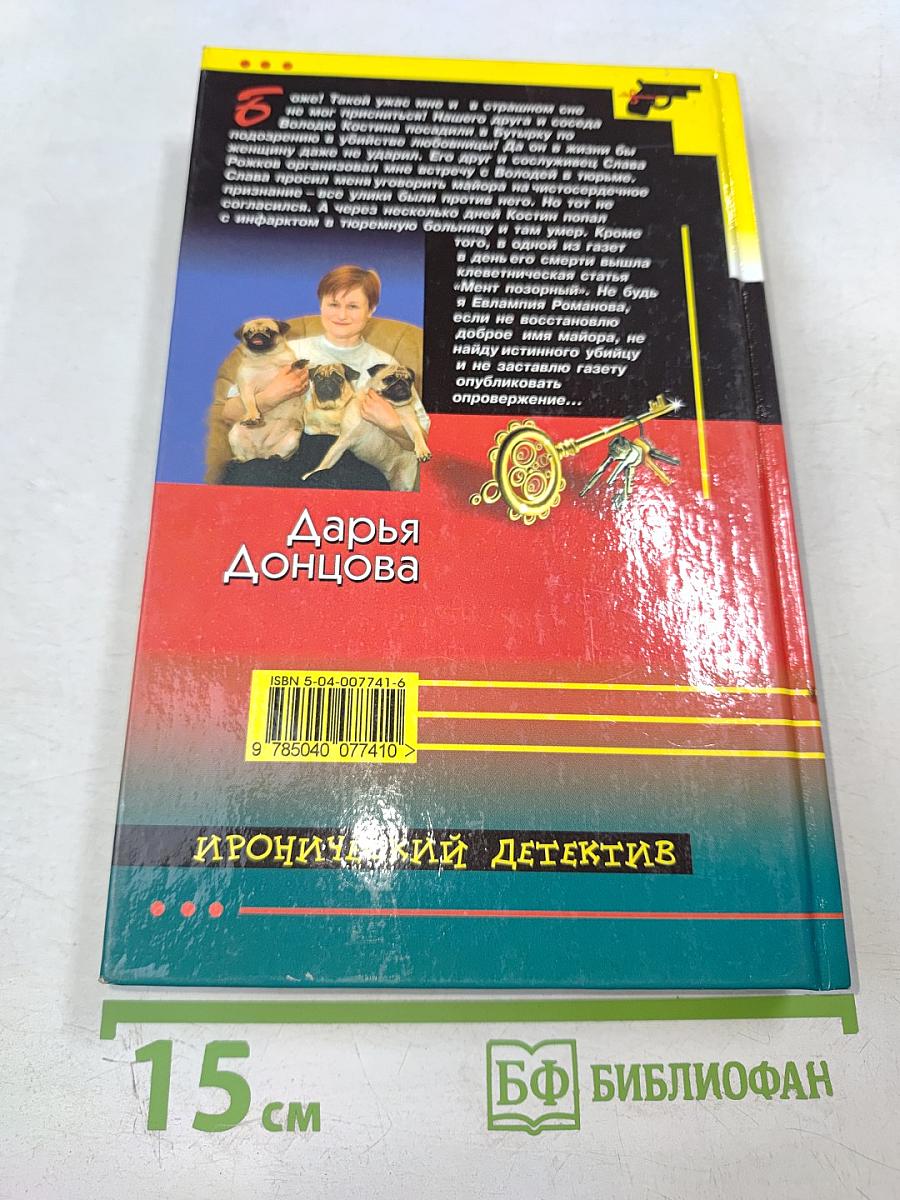 Боже! Такой ужас мне и в страшном сне
не мог присниться! Нашего друга и соседа
Володю Костина посадили в Бутырку по
подозрению в убийстве любовницы! Да он в жизни бы
женщину даже не ударил. Его друг и сослуживец Слава
Рожков организовал мне встречу с Володей в тюрьме.
Слава просил меня уговорить майора на чистосердечное
признание – все улики были против него. Но тот не
согласился. А через несколько дней Костин попал
с инфарктом в тюремную больницу и там умер. Кроме
того, в одной из газет
в день его смерти вышла
клеветническая статья
«Мент позорный». Не будь
я Евлампия Романова,
если не восстановлю
доброе имя майора, не
найду истинного убийцу
и не заставлю газету
опубликовать
опровержение...
Дарья
Донцова
ISBN 5-04-007741-6
9 785040 077410 >
ИРОНИЧЕСКИЙ ДЕТЕКТИВ
15 см
БФ БИБЛИОФАН